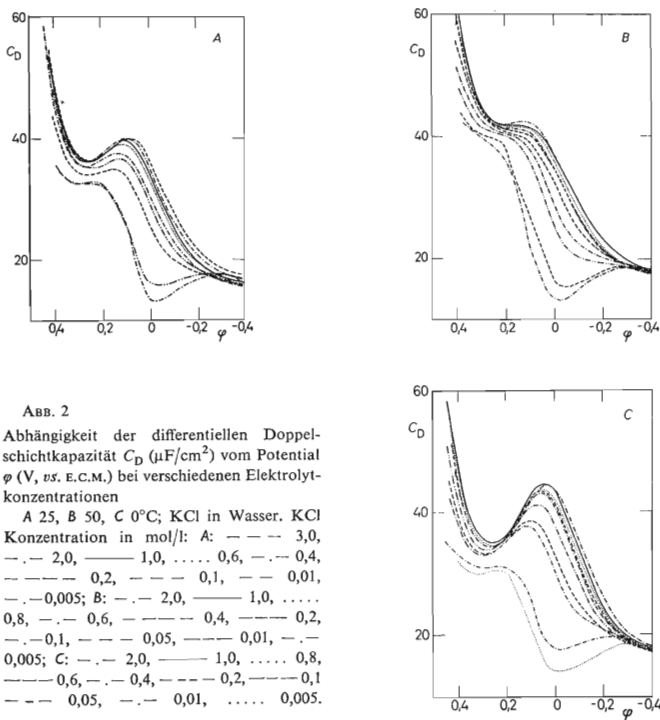 60
C_D
40
20
A
0,4 0,2 0 -0,2 φ -0,4
60
C_D
40
20
B
0,4 0,2 0 -0,2 φ -0,4
ABB. 2
Abhängigkeit der differentiellen Doppel-
schichtkapazität C_D (μF/cm²) vom Potential
φ (V, vs. E.C.M.) bei verschiedenen Elektrolyt-
konzentrationen
A 25, B 50, C 0°C; KCl in Wasser. KCl
Konzentration in mol/l: A: — — — 3,0,
—.— 2,0, —— 1,0, ..... 0,6, —.— 0,4,
— — — — 0,2, — — — 0,1, — — 0,01,
—.—0,005; B: —.— 2,0, —— 1,0, .....
0,8, —.— 0,6, — — — — 0,4, ——— 0,2,
—.—0,1, — — — 0,05, —–— 0,01, —.—
0,005; C: —.— 2,0, —— 1,0, ..... 0,8,
———0,6, —.— 0,4, – – – – 0,2, ————0,1
— – – 0,05, —.— 0,01, ..... 0,005.
60
C_D
40
20
C
0,4 0,2 0 -0,2 φ -0,4